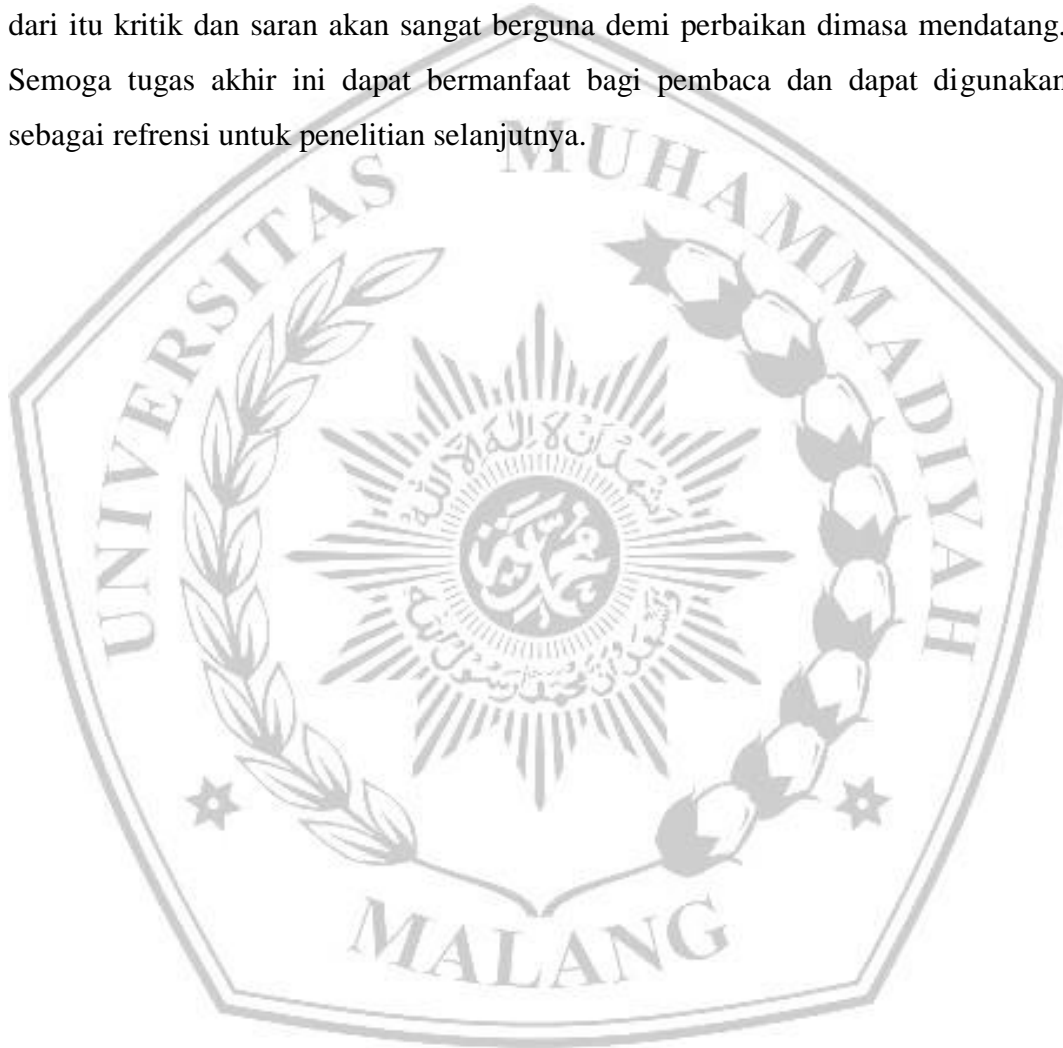 dari itu kritik dan saran akan sangat berguna demi perbaikan dimasa mendatang.
Semoga tugas akhir ini dapat bermanfaat bagi pembaca dan dapat digunakan
sebagai refrensi untuk penelitian selanjutnya.
UNIVERSITAS MUHAMMADIYAH
MALANG